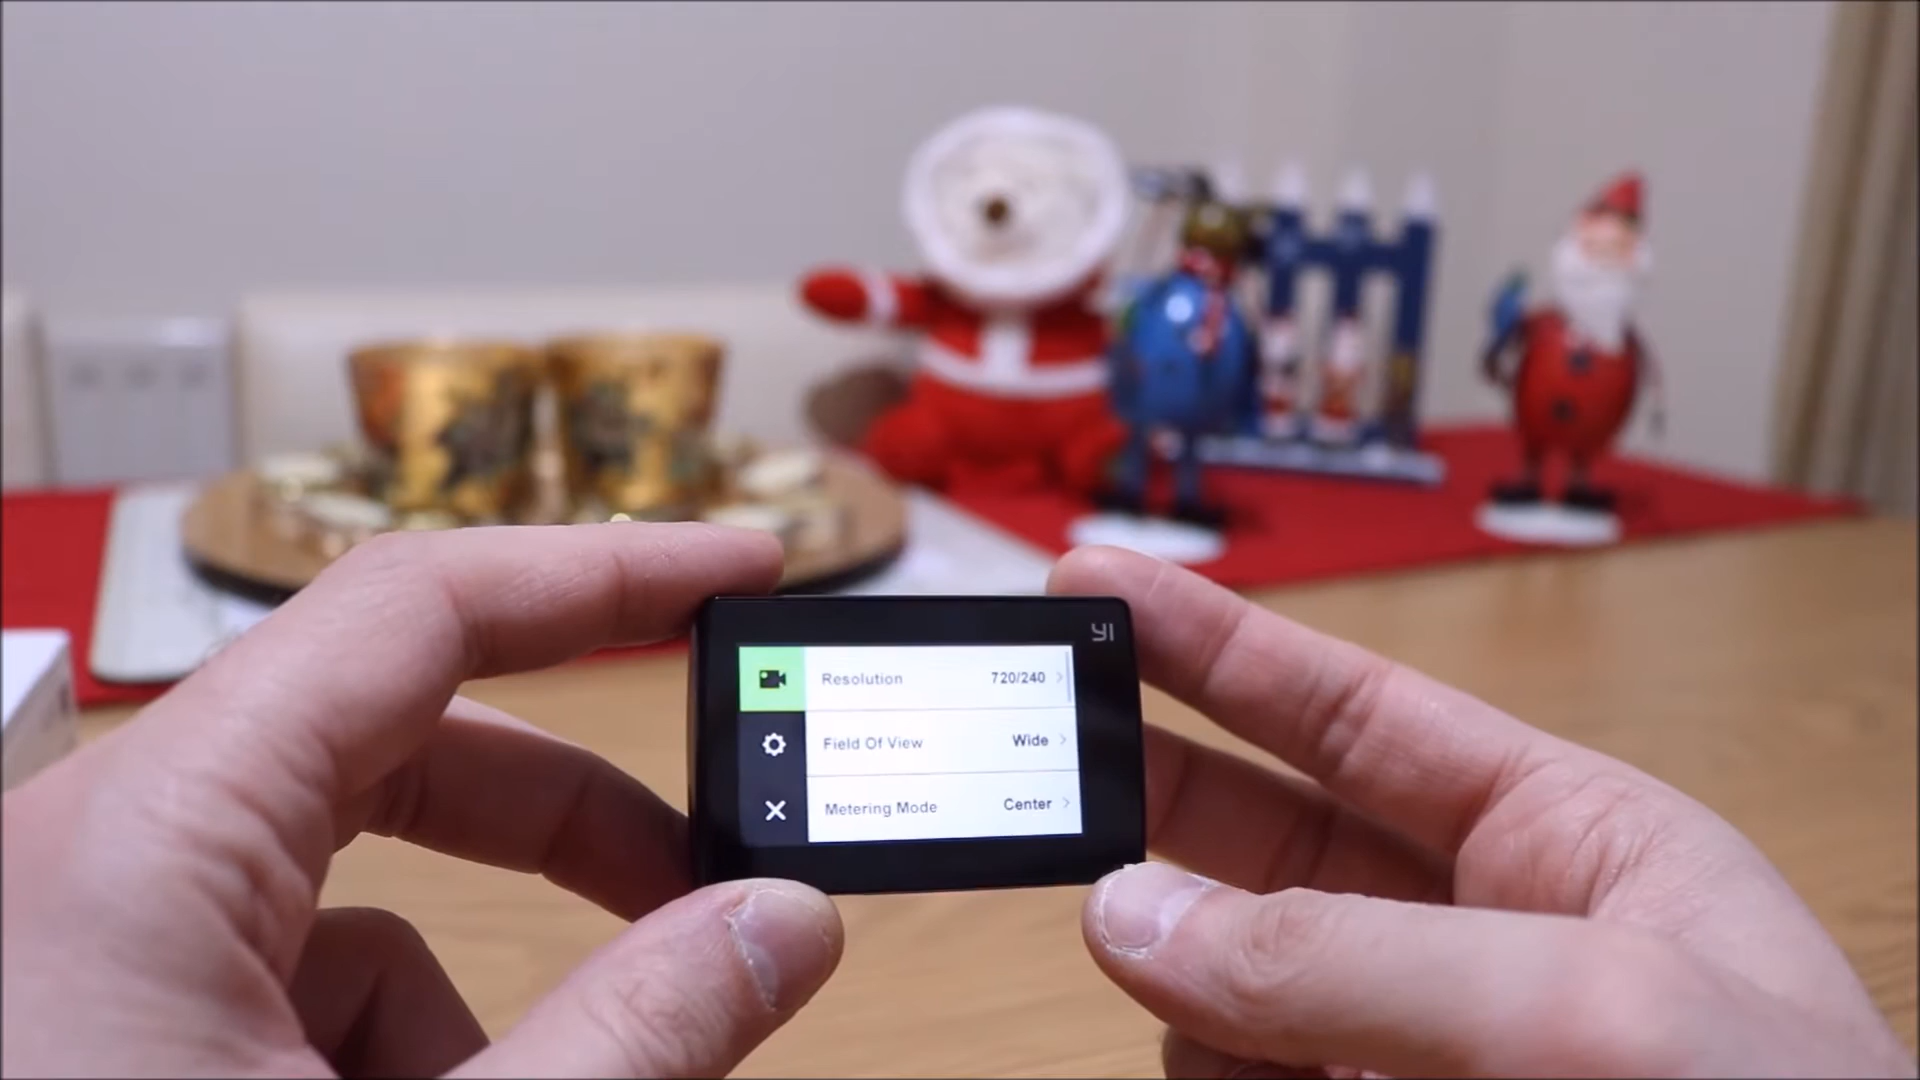 YI
Resolution 720/240
Field Of View Wide
Metering Mode Center